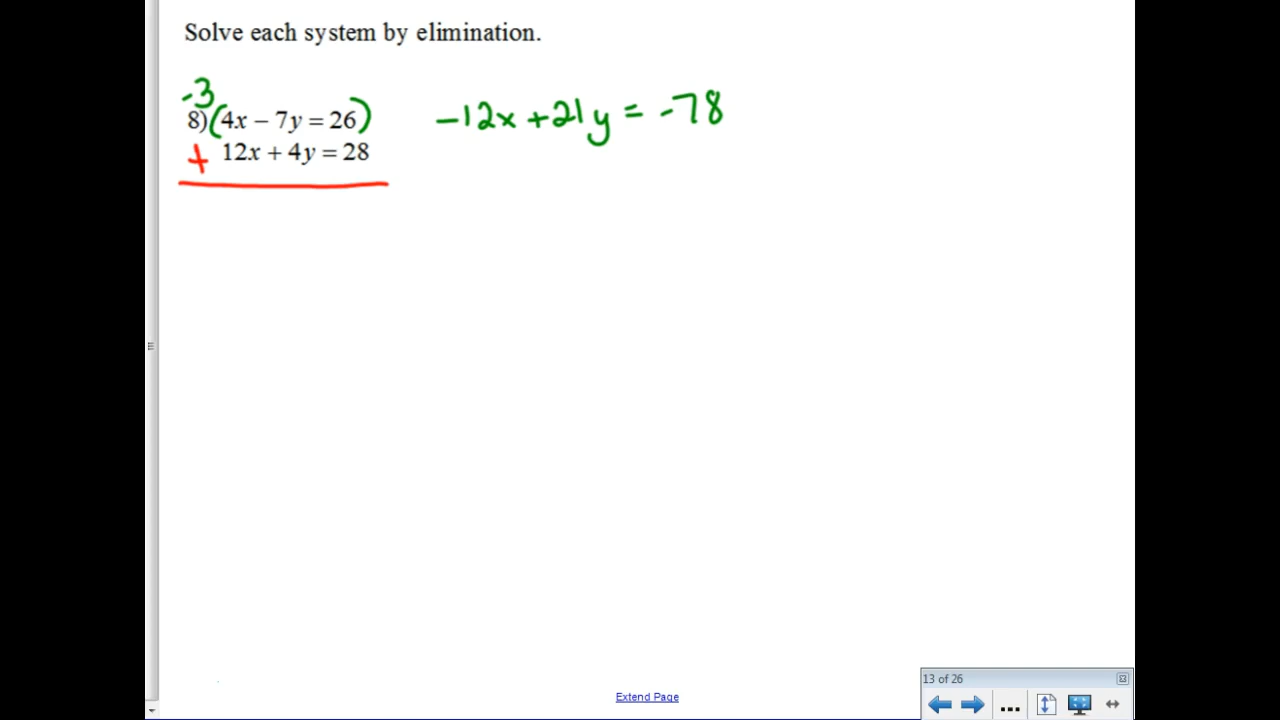 Solve each system by elimination.
-3
8) (4x − 7y = 26) -12x + 21y = -78
+ 12x + 4y = 28
Extend Page
13 of 26
...